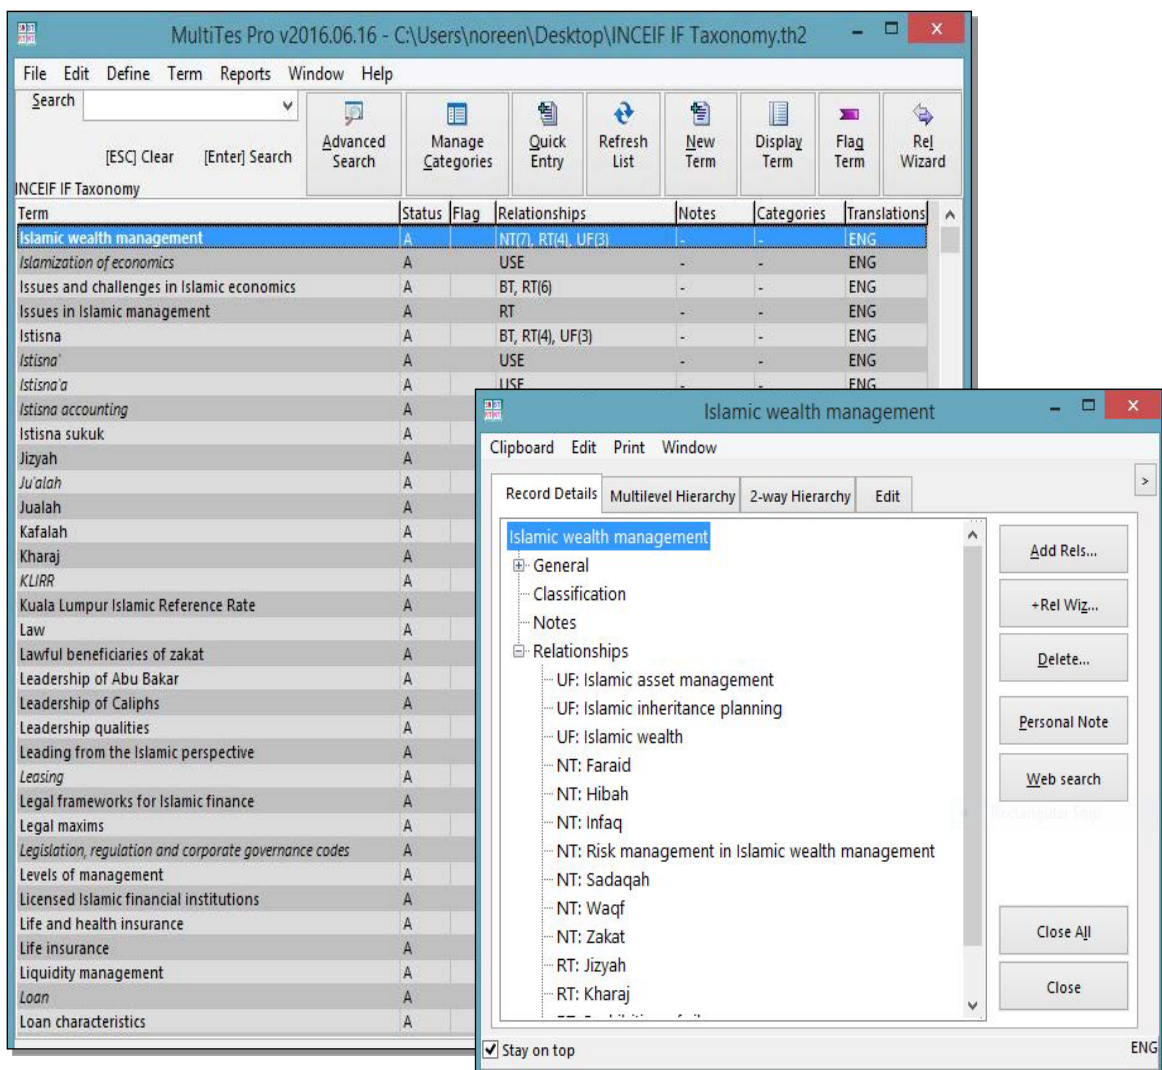 MultiTes Pro v2016.06.16 - C:\Users\noreen\Desktop\INCEIF IF Taxonomy.th2
File Edit Define Term Reports Window Help
Search
[ESC] Clear [Enter] Search
Advanced Search
Manage Categories
Quick Entry
Refresh List
New Term
Display Term
Flag Term
Rel Wizard
INCEIF IF Taxonomy
Term Status Flag Relationships Notes Categories Translations
Islamic wealth management A NT(7), RT(4), UF(3) - - ENG
Islamization of economics A USE - - ENG
Issues and challenges in Islamic economics A BT, RT(6) - - ENG
Issues in Islamic management A RT - - ENG
Istisna A BT, RT(4), UF(3) - - ENG
Istisna' A USE - - ENG
Istisna'a A USE - - ENG
Istisna accounting A
Istisna sukuk A
Jizyah A
Ju'alah A
Jualah A
Kafalah A
Kharaj A
KLIRR A
Kuala Lumpur Islamic Reference Rate A
Law A
Lawful beneficiaries of zakat A
Leadership of Abu Bakar A
Leadership of Caliphs A
Leadership qualities A
Leading from the Islamic perspective A
Leasing A
Legal frameworks for Islamic finance A
Legal maxims A
Legislation, regulation and corporate governance codes A
Levels of management A
Licensed Islamic financial institutions A
Life and health insurance A
Life insurance A
Liquidity management A
Loan A
Loan characteristics A
Islamic wealth management
Clipboard Edit Print Window
Record Details Multilevel Hierarchy 2-way Hierarchy Edit
Islamic wealth management
General
Classification
Notes
Relationships
UF: Islamic asset management
UF: Islamic inheritance planning
UF: Islamic wealth
NT: Faraid
NT: Hibah
NT: Infaq
NT: Risk management in Islamic wealth management
NT: Sadaqah
NT: Waqf
NT: Zakat
RT: Jizyah
RT: Kharaj
Add Rels...
+Rel Wiz...
Delete...
Personal Note
Web search
Rectangular Snip
Close All
Close
Stay on top ENG